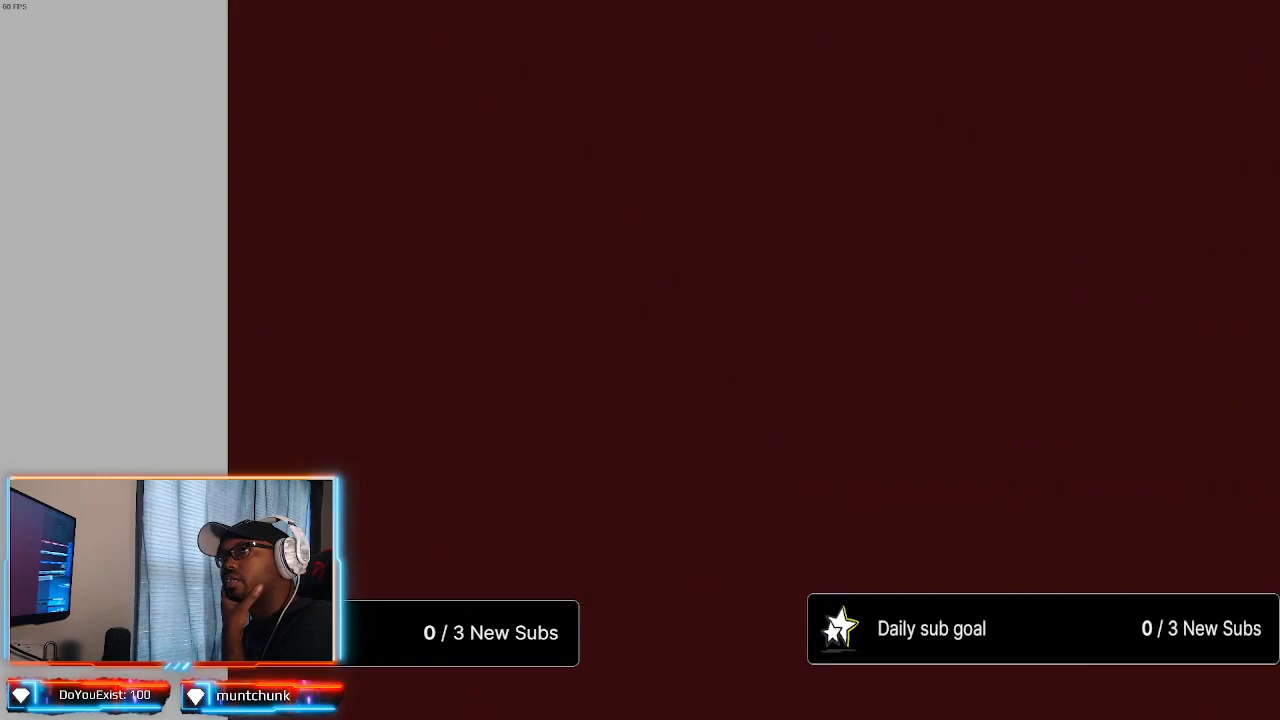 60 FPS
0 / 3 New Subs
Daily sub goal
0 / 3 New Subs
DoYouExist: 100
muntchunk